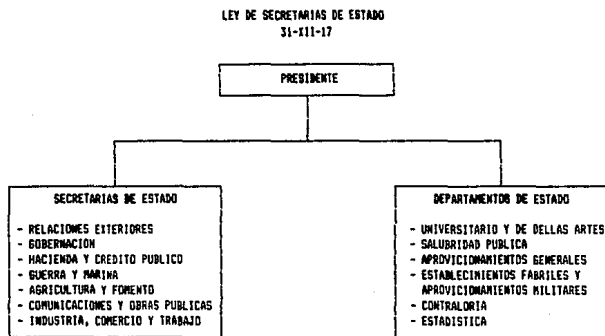 LEY DE SECRETARIAS DE ESTADO
31-XII-17
PRESIDENTE
SECRETARIAS DE ESTADO
- RELACIONES EXTERIORES
- GOBERNACION
- HACIENDA Y CREDITO PUBLICO
- GUERRA Y MARINA
- AGRICULTURA Y FOMENTO
- COMUNICACIONES Y OBRAS PUBLICAS
- INDUSTRIA, COMERCIO Y TRABAJO
DEPARTAMENTOS DE ESTADO
- UNIVERSITARIO Y DE DELLAS ARTES
- SALUBRIDAD PUBLICA
- APROVICIONAMIENTOS GENERALES
- ESTABLECIMIENTOS FABRILES Y
APROVICIONAMIENTOS MILITARES
- CONTRALORIA
- ESTADISTICA